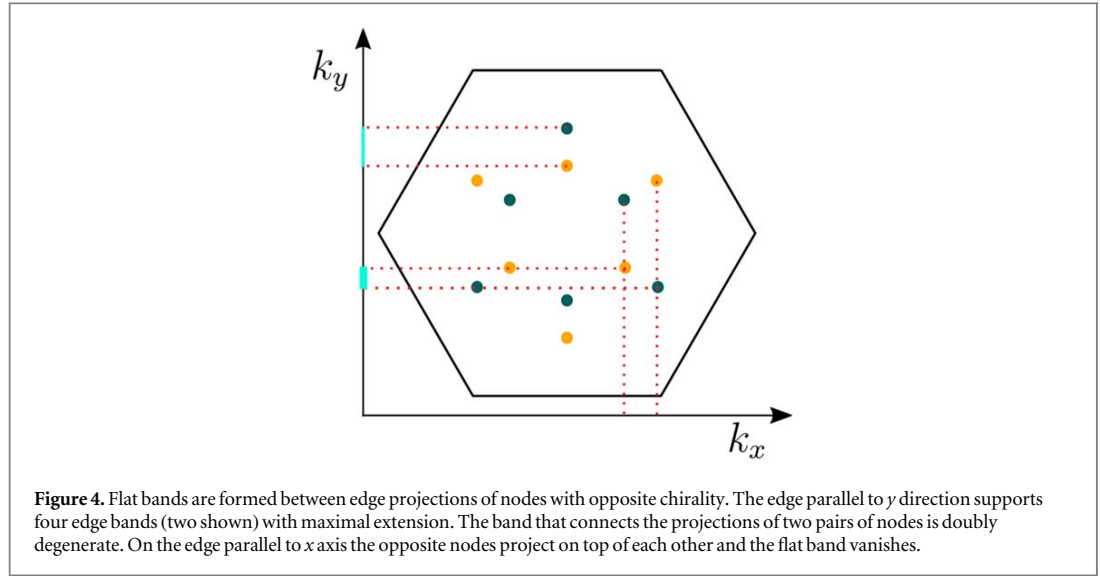 k_y
k_x
Figure 4. Flat bands are formed between edge projections of nodes with opposite chirality. The edge parallel to y direction supports
four edge bands (two shown) with maximal extension. The band that connects the projections of two pairs of nodes is doubly
degenerate. On the edge parallel to x axis the opposite nodes project on top of each other and the flat band vanishes.